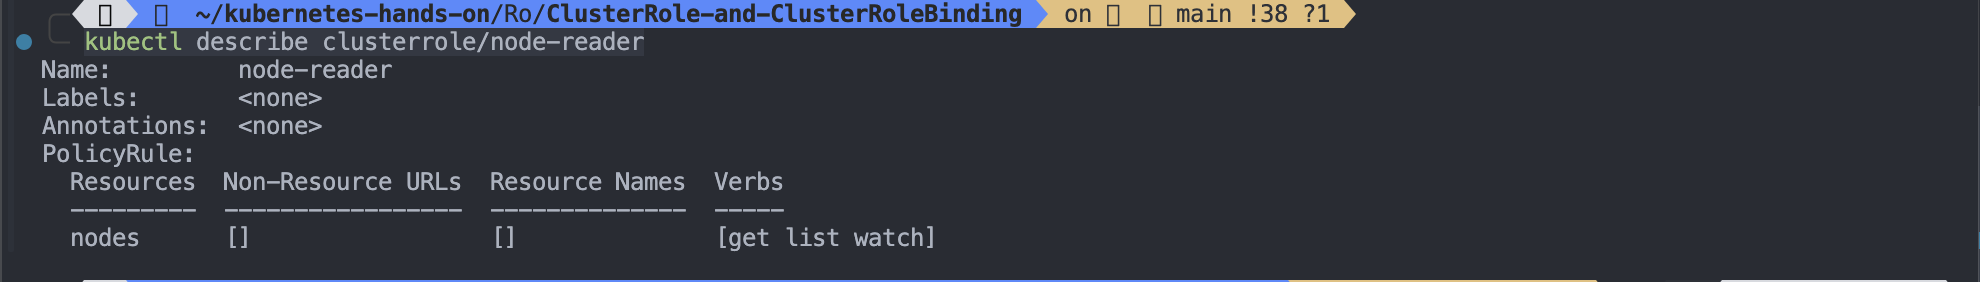 ~/kubernetes-hands-on/Ro/ClusterRole-and-ClusterRoleBinding on main !38 ?1
kubectl describe clusterrole/node-reader
Name: node-reader
Labels: <none>
Annotations: <none>
PolicyRule:
Resources Non-Resource URLs Resource Names Verbs
--------- ----------------- -------------- -----
nodes [] [] [get list watch]